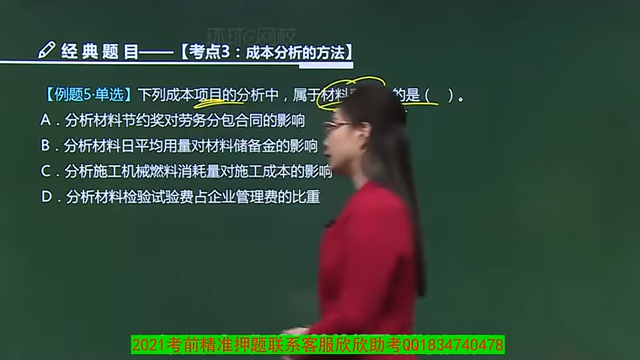 环球网校
经典题目——【考点3：成本分析的方法】
【例题5·单选】下列成本项目的分析中，属于材料 的是（ ）。
A．分析材料节约奖对劳务分包合同的影响
B．分析材料日平均用量对材料储备金的影响
C．分析施工机械燃料消耗量对施工成本的影响
D．分析材料检验试验费占企业管理费的比重
2021考前精准押题联系客服欣欣助考QQ1834740478